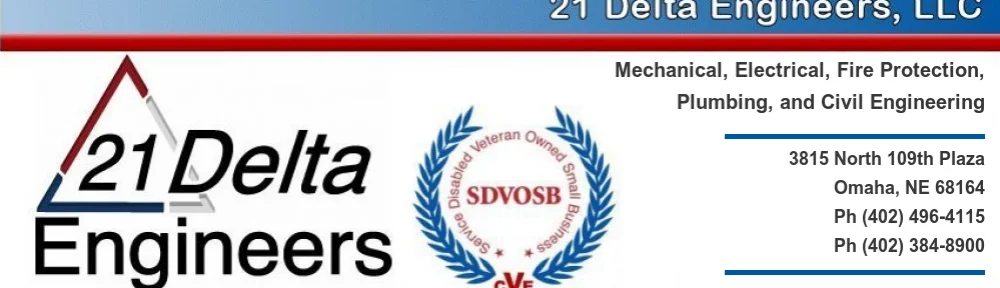 21 Delta Engineers, LLC
Mechanical, Electrical, Fire Protection,
Plumbing, and Civil Engineering
21 Delta
Engineers
Service Disabled Veteran Owned Small Business
SDVOSB
CVE
3815 North 109th Plaza
Omaha, NE 68164
Ph (402) 496-4115
Ph (402) 384-8900